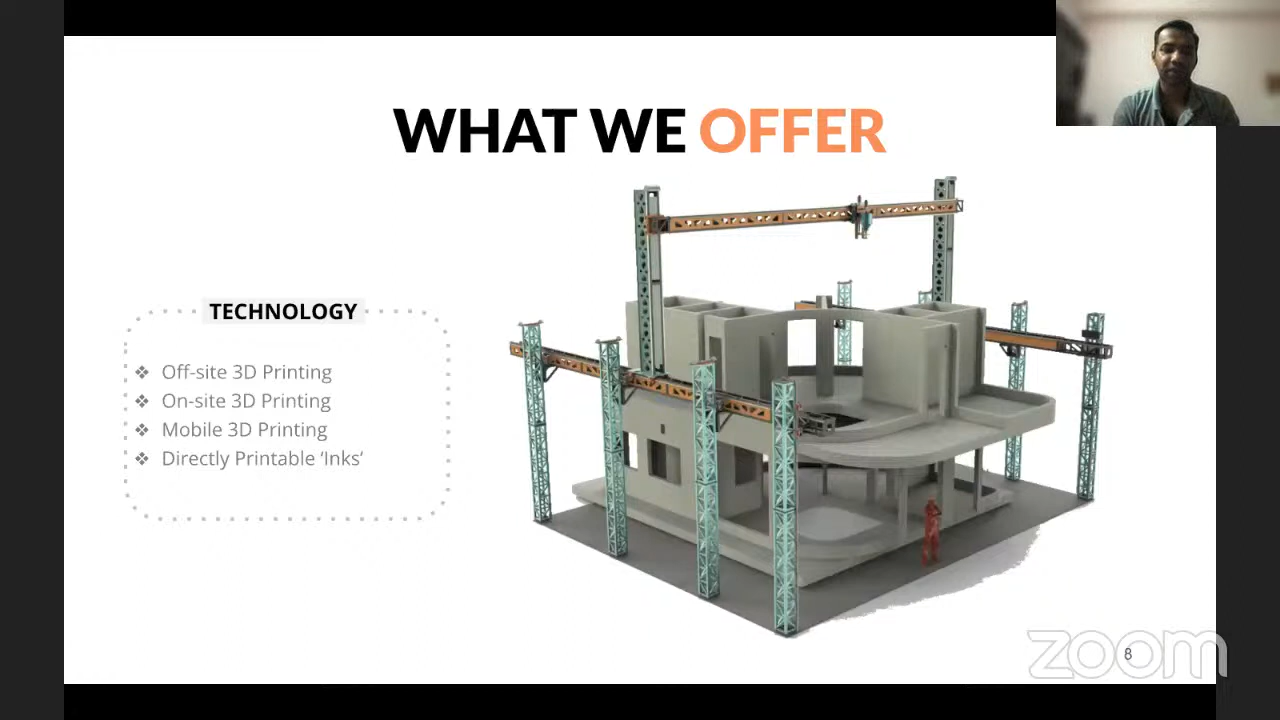 WHAT WE OFFER
TECHNOLOGY
❖ Off-site 3D Printing
❖ On-site 3D Printing
❖ Mobile 3D Printing
❖ Directly Printable ‘Inks‘
8
zoom